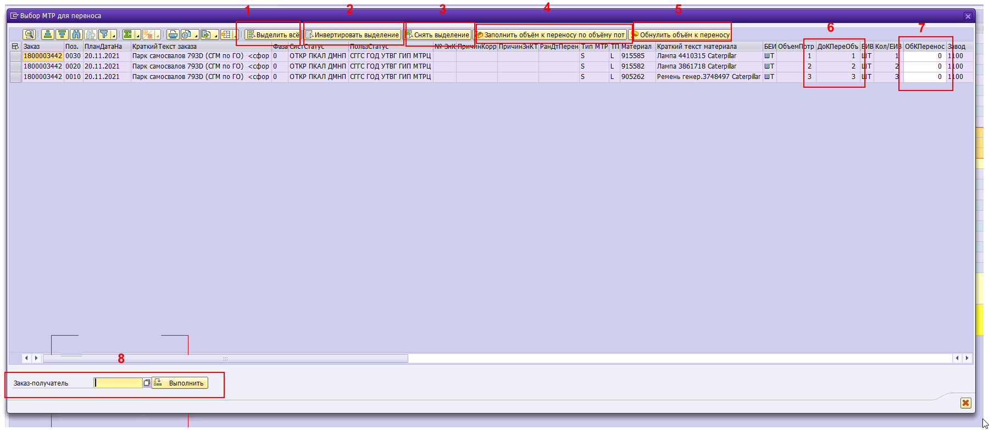 1 2 3 4 5
Выбор МТР для переноса
6 7
Выделить всё Инвертировать выделение Снять выделение Заполнить объём к переносу по объёму пот Обнулить объём к переносу
Заказ Поз. ПланДатаНа КраткийТекст заказа Фаза СистСтатус ПользСтатус № ЗнК ПричинКорр ПричинЗнКТ РанДтПерен Тип МТР ТП Материал Краткий текст материала БЕИ ОбъемПотр ДоКПереОбъ ЕИВ Кол/ЕИВ ОбКПеренос Завод
1800003442 0030 20.11.2021 Парк самосвалов 793D (СГМ по ГО) <сфор 0 ОТКР ПКАЛ ДМНП СГГС ГОД УТВГ ГИП МТРЦ S L 915585 Лампа 4410315 Caterpillar ШТ 1 1 ШТ 1 0 1100
1800003442 0020 20.11.2021 Парк самосвалов 793D (СГМ по ГО) <сфор 0 ОТКР ПКАЛ ДМНП СГГС ГОД УТВГ ГИП МТРЦ S L 915582 Лампа 3861718 Caterpillar ШТ 2 2 ШТ 2 0 1100
1800003442 0010 20.11.2021 Парк самосвалов 793D (СГМ по ГО) <сфор 0 ОТКР ПКАЛ ДМНП СГГС ГОД УТВГ ГИП МТРЦ S L 905262 Ремень генер.3748497 Caterpillar ШТ 3 3 ШТ 3 0 1100
8
Заказ-получатель Выполнить